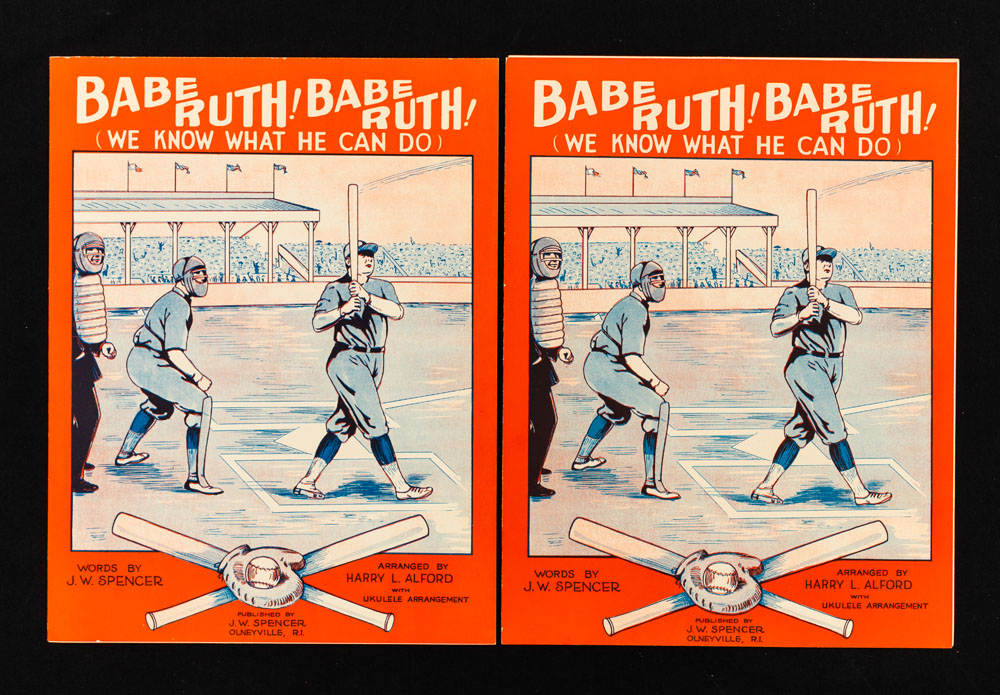 BABE RUTH! BABE RUTH!
(WE KNOW WHAT HE CAN DO)
WORDS BY
J. W. SPENCER
ARRANGED BY
HARRY L. ALFORD
WITH
UKULELE ARRANGEMENT
PUBLISHED BY
J. W. SPENCER
OLNEYVILLE, R.I.
BABE RUTH! BABE RUTH!
(WE KNOW WHAT HE CAN DO)
WORDS BY
J. W. SPENCER
ARRANGED BY
HARRY L. ALFORD
WITH
UKULELE ARRANGEMENT
PUBLISHED BY
J. W. SPENCER
OLNEYVILLE, R.I.